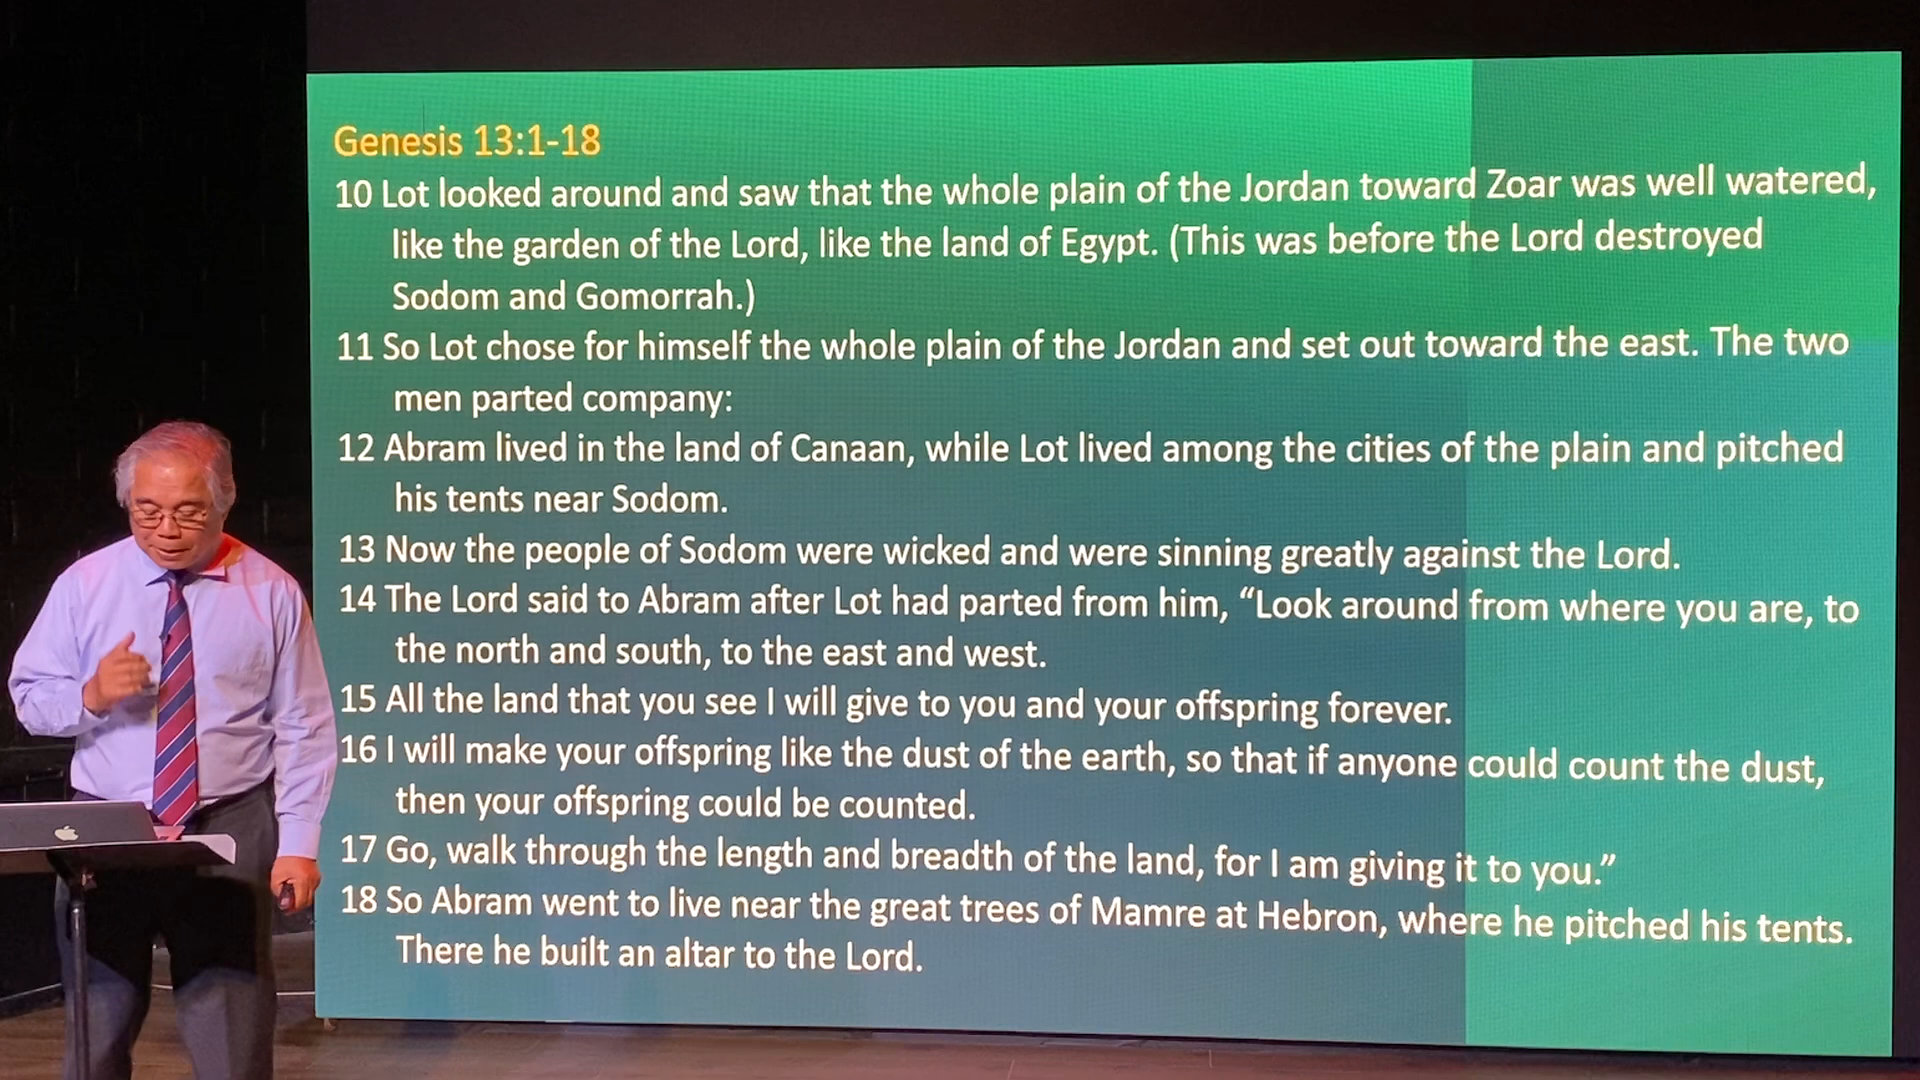 Genesis 13:1-18
10 Lot looked around and saw that the whole plain of the Jordan toward Zoar was well watered,
like the garden of the Lord, like the land of Egypt. (This was before the Lord destroyed
Sodom and Gomorrah.)
11 So Lot chose for himself the whole plain of the Jordan and set out toward the east. The two
men parted company:
12 Abram lived in the land of Canaan, while Lot lived among the cities of the plain and pitched
his tents near Sodom.
13 Now the people of Sodom were wicked and were sinning greatly against the Lord.
14 The Lord said to Abram after Lot had parted from him, “Look around from where you are, to
the north and south, to the east and west.
15 All the land that you see I will give to you and your offspring forever.
16 I will make your offspring like the dust of the earth, so that if anyone could count the dust,
then your offspring could be counted.
17 Go, walk through the length and breadth of the land, for I am giving it to you.”
18 So Abram went to live near the great trees of Mamre at Hebron, where he pitched his tents.
There he built an altar to the Lord.